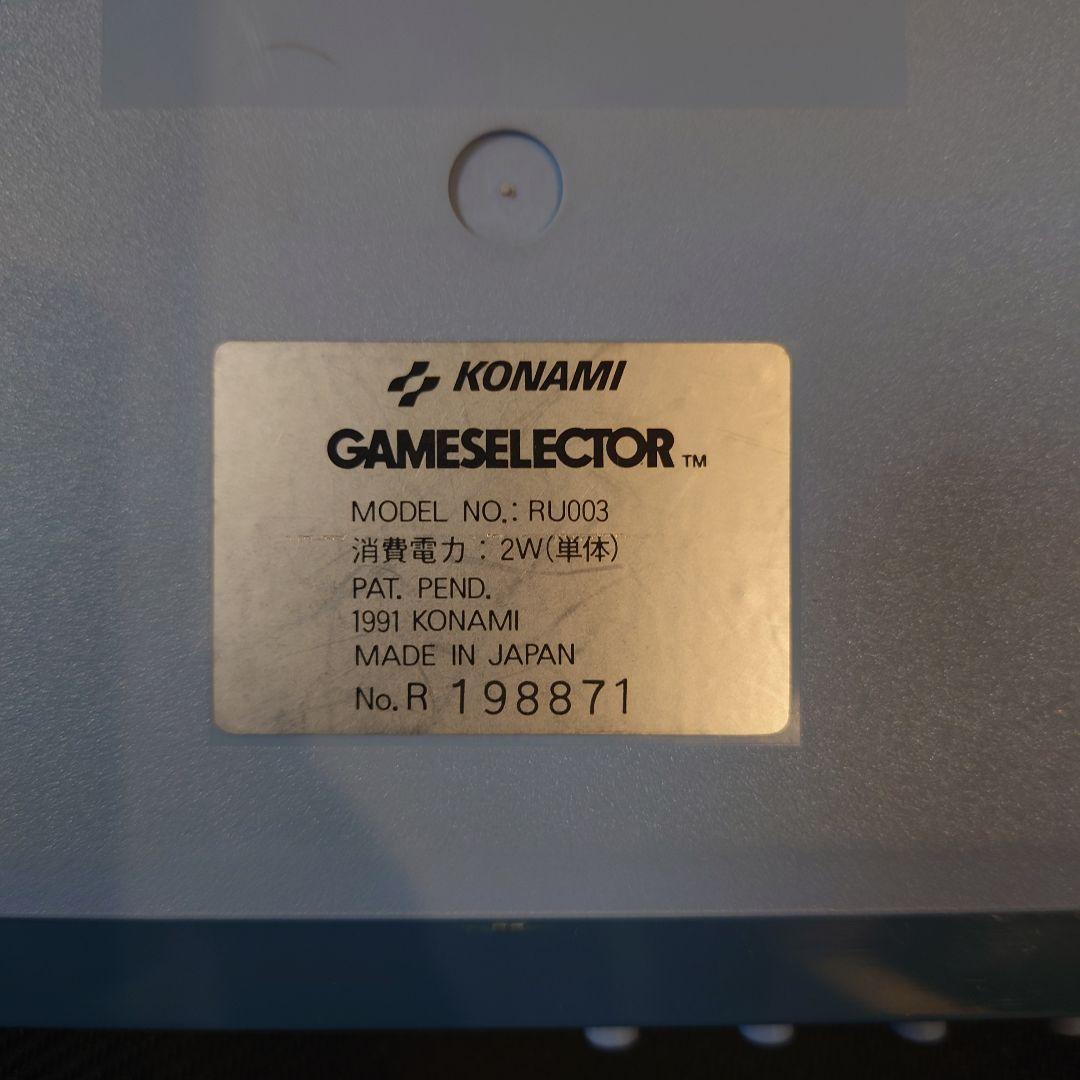 KONAMI
GAMESELECTOR™
MODEL NO.: RU003
消費電力: 2W(単体)
PAT. PEND.
1991 KONAMI
MADE IN JAPAN
No. R 198871